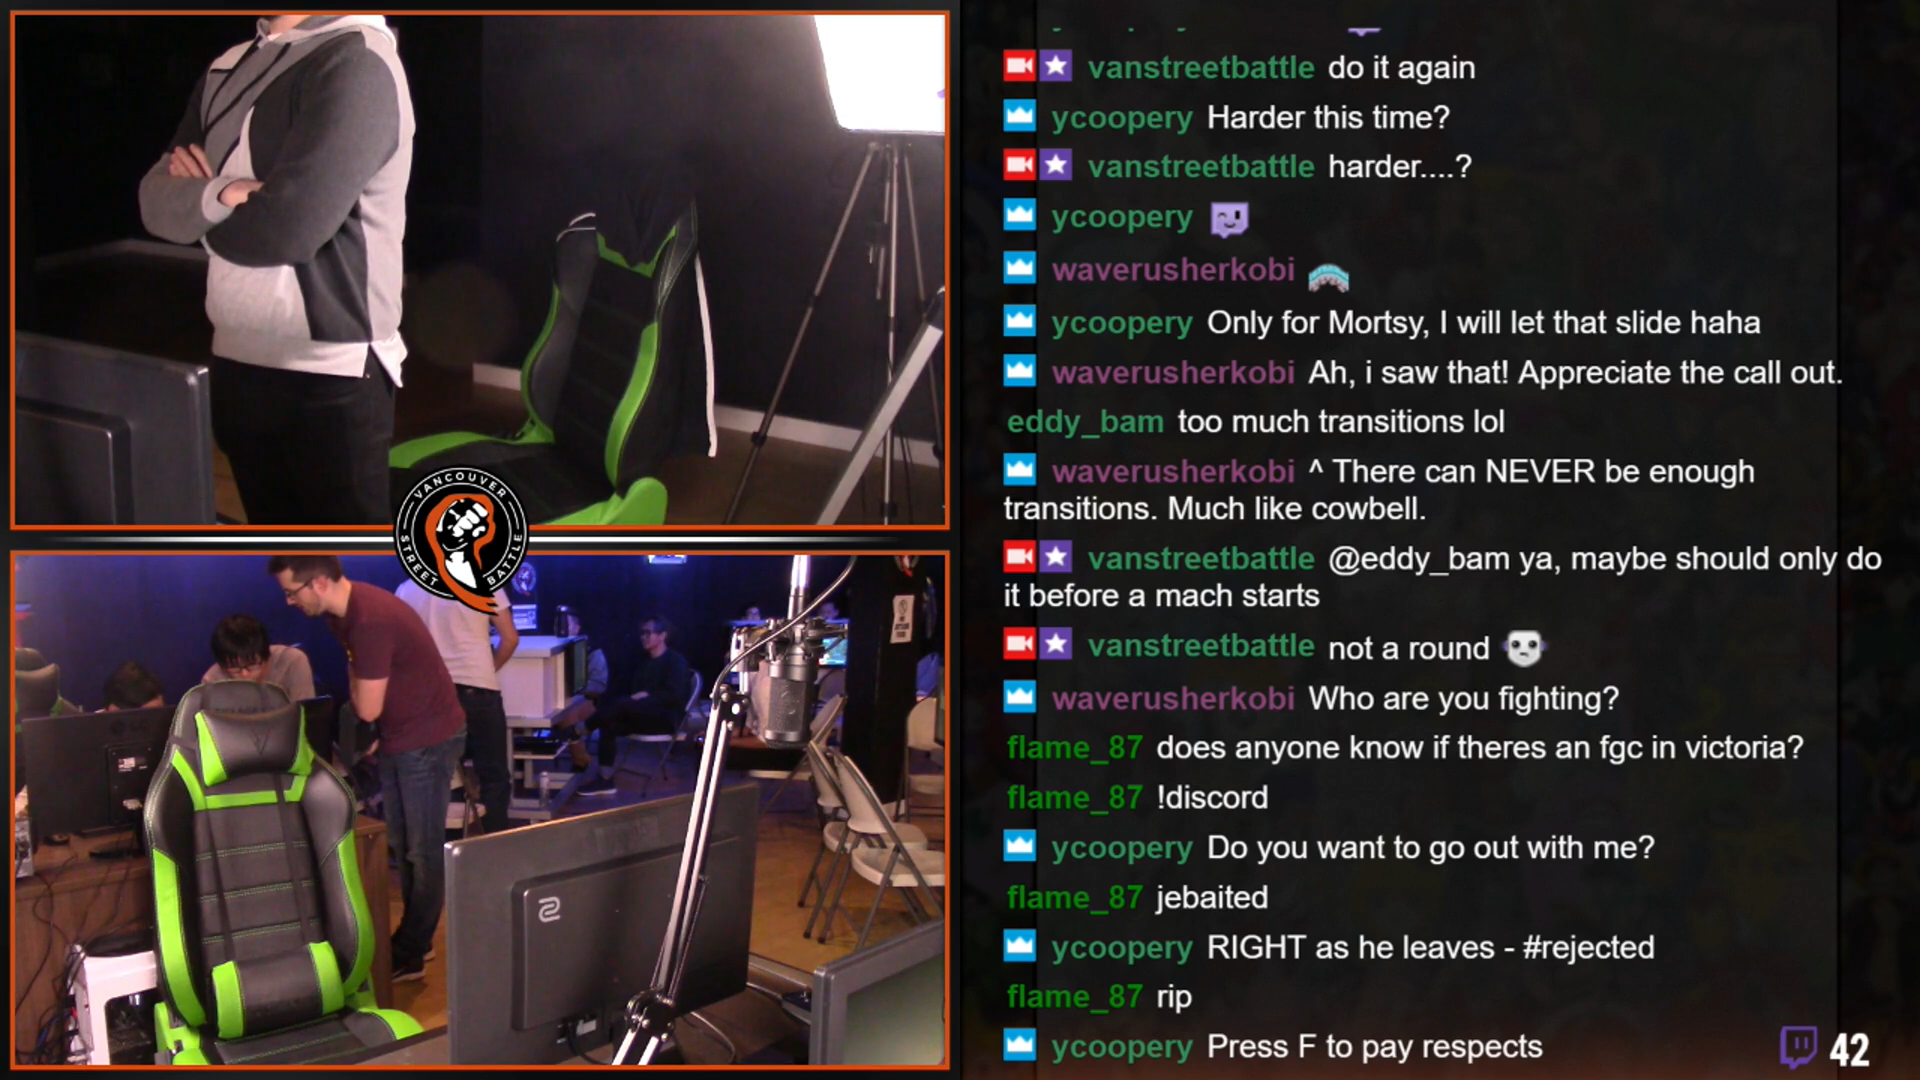 vanstreetbattle do it again
ycoopery Harder this time?
vanstreetbattle harder....?
ycoopery
waverusherkobi
ycoopery Only for Mortsy, I will let that slide haha
waverusherkobi Ah, i saw that! Appreciate the call out.
eddy_bam too much transitions lol
waverusherkobi ^ There can NEVER be enough
transitions. Much like cowbell.
vanstreetbattle @eddy_bam ya, maybe should only do
it before a mach starts
vanstreetbattle not a round
waverusherkobi Who are you fighting?
flame_87 does anyone know if theres an fgc in victoria?
flame_87 !discord
ycoopery Do you want to go out with me?
flame_87 jebaited
ycoopery RIGHT as he leaves - #rejected
flame_87 rip
ycoopery Press F to pay respects
42
VANCOUVER
STREET BATTLE